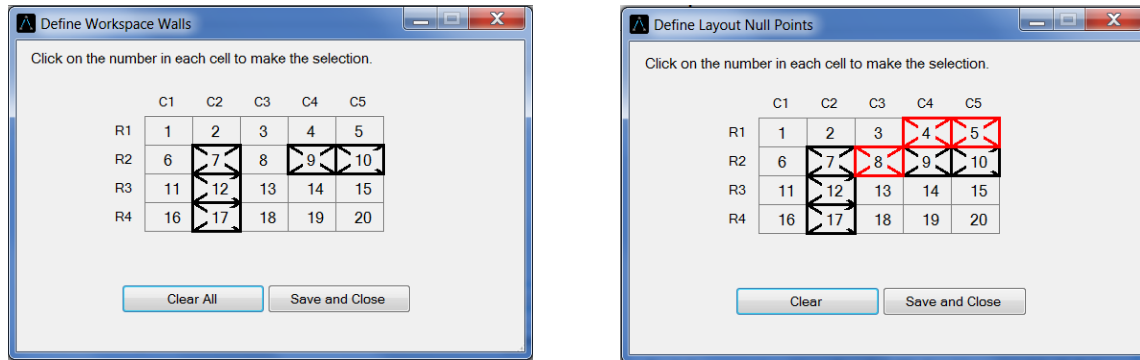 Define Workspace Walls
Click on the number in each cell to make the selection.
C1 C2 C3 C4 C5
R1 1 2 3 4 5
R2 6 7 8 9 10
R3 11 12 13 14 15
R4 16 17 18 19 20
Clear All Save and Close
Define Layout Null Points
Click on the number in each cell to make the selection.
C1 C2 C3 C4 C5
R1 1 2 3 4 5
R2 6 7 8 9 10
R3 11 12 13 14 15
R4 16 17 18 19 20
Clear Save and Close